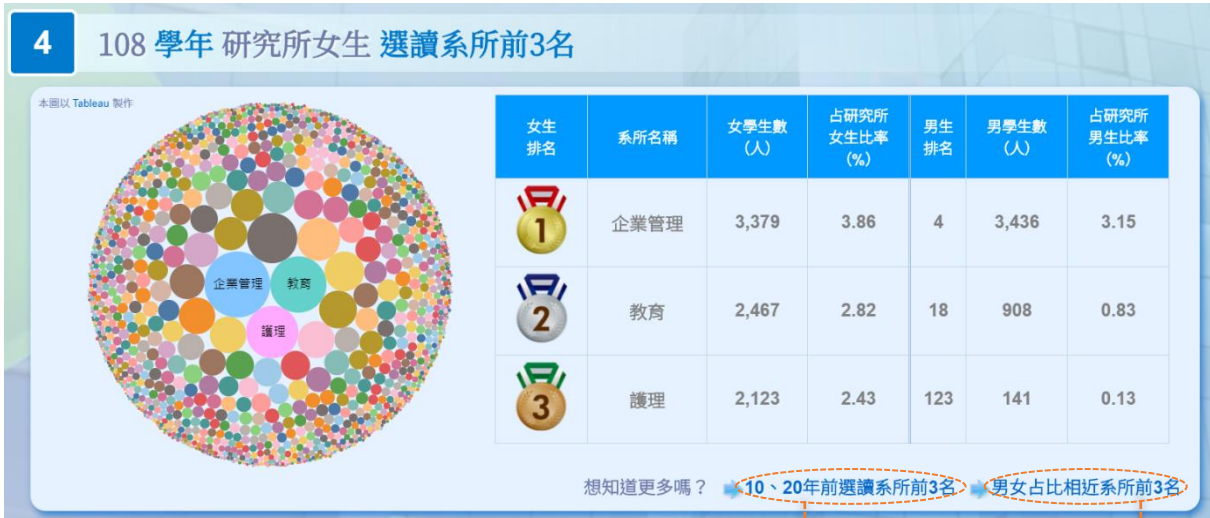 4
108 學年 研究所女生 選讀系所前3名
本圖以 Tableau 製作
企業管理
教育
護理
女生
排名
系所名稱
女學生數
(人)
占研究所
女生比率
(%)
男生
排名
男學生數
(人)
占研究所
男生比率
(%)
1 企業管理 3,379 3.86 4 3,436 3.15
2 教育 2,467 2.82 18 908 0.83
3 護理 2,123 2.43 123 141 0.13
想知道更多嗎? 10、20年前選讀系所前3名 男女占比相近系所前3名